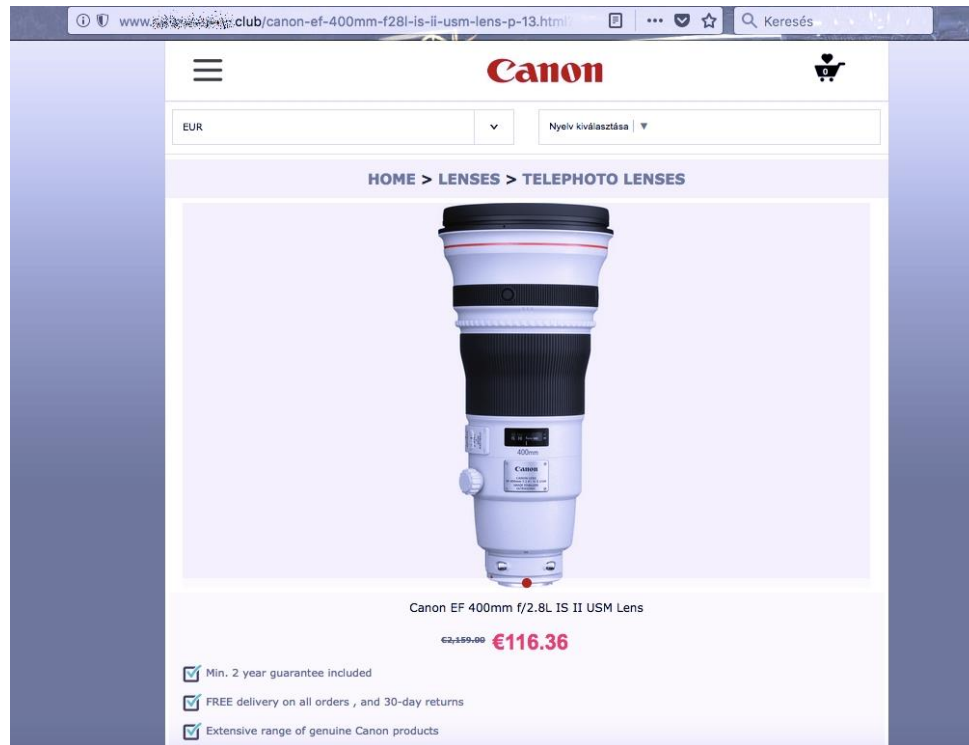 .club/canon-ef-400mm-f28l-is-ii-usm-lens-p-13.html
Keresés
Canon
0
EUR
Nyelv kiválasztása ▼
HOME > LENSES > TELEPHOTO LENSES
400mm
Canon
Canon EF 400mm f/2.8L IS II USM Lens
€2,159.00 €116.36
Min. 2 year guarantee included
FREE delivery on all orders , and 30-day returns
Extensive range of genuine Canon products